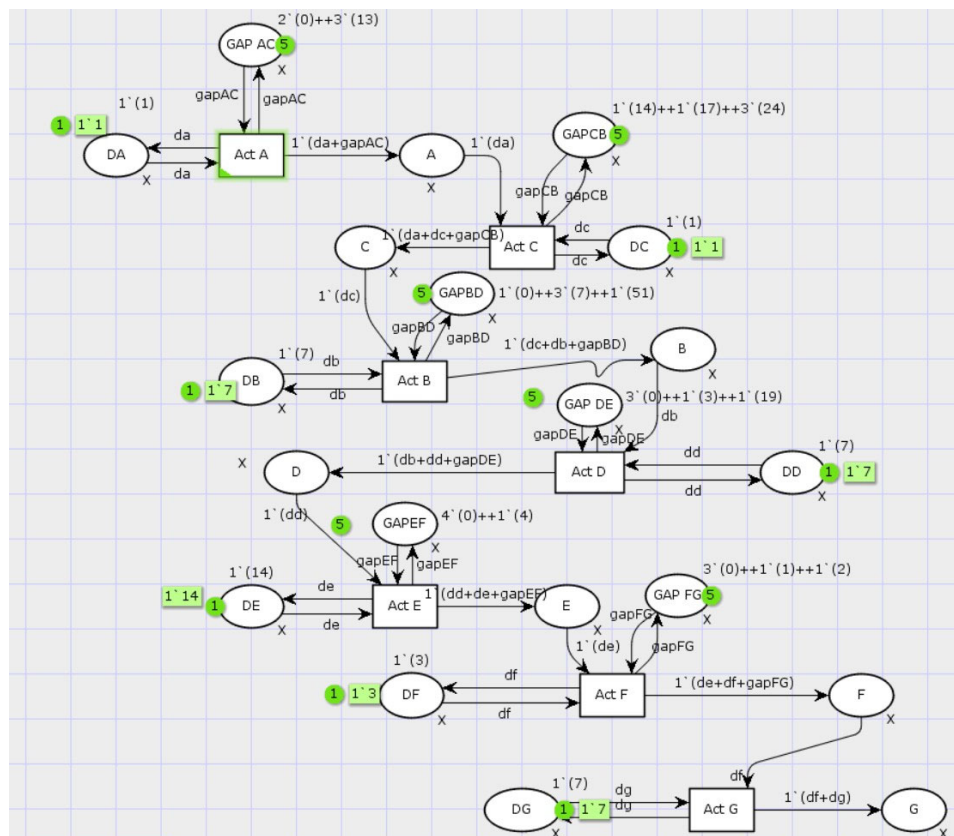 2`(0)++3`(13)
GAP AC
5
X
gapAC
gapAC
1`(1)
1
1`1
DA
X
da
da
Act A
1`(da+gapAC)
A
X
1`(da)
1`(14)++1`(17)++3`(24)
GAPCB
5
X
gapCB
gapCB
C
X
1`(da+dc+gapCB)
Act C
dc
dc
1`(1)
DC
1
1`1
X
1`(dc)
5
GAPBD
1`(0)++3`(7)++1`(51)
X
gapBD
gapBD
1`(7)
1
1`7
DB
X
db
db
Act B
1`(dc+db+gapBD)
B
X
5
GAP DE
3`(0)++1`(3)++1`(19)
X
db
gapDE
gapDE
X
D
1`(db+dd+gapDE)
Act D
dd
dd
1`(7)
DD
1
1`7
X
1`(dd)
5
GAPEF
4`(0)++1`(4)
X
gapEF
gapEF
1`(14)
1`14
1
DE
X
de
de
Act E
1`(dd+de+gapEF)
E
X
3`(0)++1`(1)++1`(2)
GAP FG
5
X
gapFG
gapFG
1`(de)
1`(3)
1
1`3
DF
X
df
df
Act F
1`(de+df+gapFG)
F
X
df
1`(7)
DG
1
1`7
X
dg
dg
Act G
1`(df+dg)
G
X